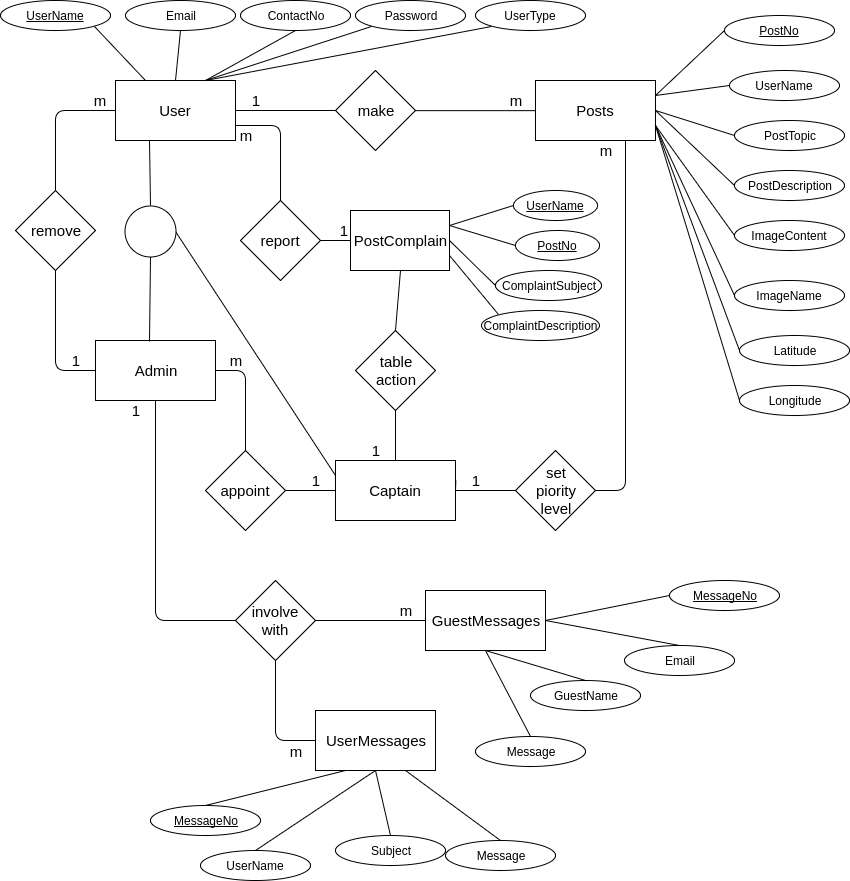 UserName
Email
ContactNo
Password
UserType
PostNo
UserName
PostTopic
PostDescription
ImageContent
ImageName
Latitude
Longitude
m
User
1
make
m
Posts
m
m
remove
report
1
PostComplain
UserName
PostNo
ComplaintSubject
ComplaintDescription
1
Admin
m
1
table
action
1
appoint
1
Captain
1
set
piority
level
involve
with
m
GuestMessages
MessageNo
Email
GuestName
Message
m
UserMessages
MessageNo
UserName
Subject
Message